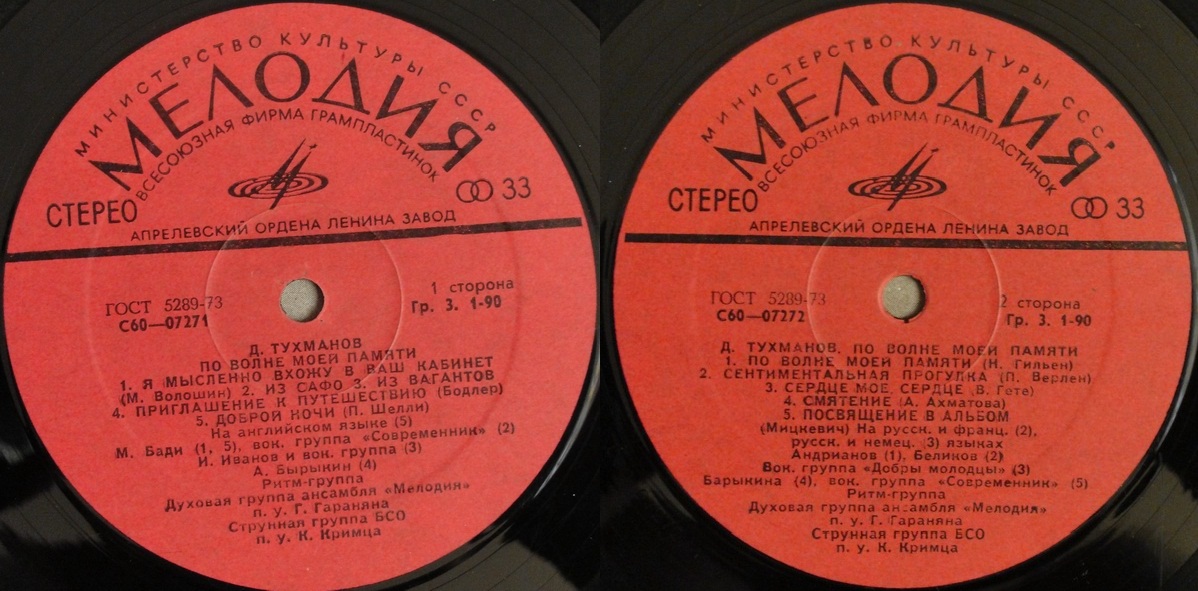 МИНИСТЕРСТВО КУЛЬТУРЫ СССР
МЕЛОДИЯ
ВСЕСОЮЗНАЯ ФИРМА ГРАМПЛАСТИНОК
СТЕРЕО
33
АПРЕЛЕВСКИЙ ОРДЕНА ЛЕНИНА ЗАВОД
ГОСТ 5289-73
1 сторона
С60—07271
Гр. 3. 1-90
Д. ТУХМАНОВ
ПО ВОЛНЕ МОЕЙ ПАМЯТИ
1. Я МЫСЛЕННО ВХОЖУ В ВАШ КАБИНЕТ
(М. Волошин) 2. ИЗ САФО 3. ИЗ ВАГАНТОВ
4. ПРИГЛАШЕНИЕ К ПУТЕШЕСТВИЮ (Бодлер)
5. ДОБРОЙ НОЧИ (П. Шелли)
На английском языке (5)
М. Бади (1, 5), вок. группа «Современник» (2)
И. Иванов и вок. группа (3)
А. Бырыкин (4)
Ритм-группа
Духовая группа ансамбля «Мелодия»
п. у. Г. Гараняна
Струнная группа БСО
п. у. К. Кримца
МИНИСТЕРСТВО КУЛЬТУРЫ СССР
МЕЛОДИЯ
ВСЕСОЮЗНАЯ ФИРМА ГРАМПЛАСТИНОК
СТЕРЕО
33
АПРЕЛЕВСКИЙ ОРДЕНА ЛЕНИНА ЗАВОД
ГОСТ 5289-73
2 сторона
С60—07272
Гр. 3. 1-90
Д. ТУХМАНОВ. ПО ВОЛНЕ МОЕЙ ПАМЯТИ
1. ПО ВОЛНЕ МОЕЙ ПАМЯТИ (Н. Гильен)
2. СЕНТИМЕНТАЛЬНАЯ ПРОГУЛКА (П. Верлен)
3. СЕРДЦЕ МОЕ, СЕРДЦЕ (В. Гете)
4. СМЯТЕНИЕ (А. Ахматова)
5. ПОСВЯЩЕНИЕ В АЛЬБОМ
(Мицкевич) На русск. и франц. (2),
русск. и немец. (3) языках
Андрианов (1), Беликов (2)
Вок. группа «Добры молодцы» (3)
Барыкина (4), вок. группа «Современник» (5)
Ритм-группа
Духовая группа ансамбля «Мелодия»
п. у. Г. Гараняна
Струнная группа БСО
п. у. К. Кримца